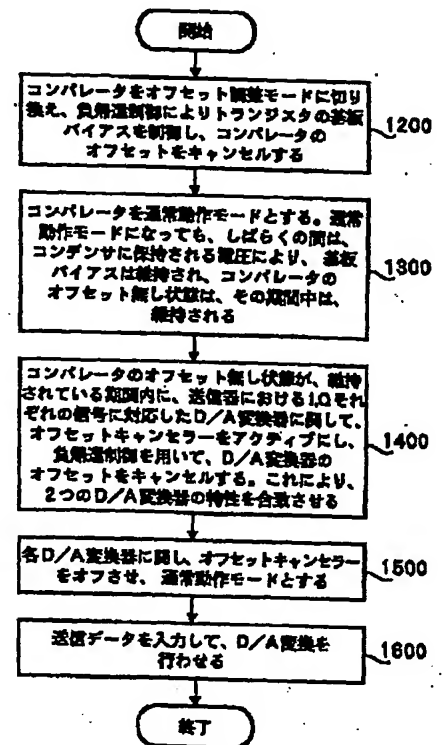 開始
コンパレータをオフセット調整モードに切り
換え、負帰還制御によりトランジスタの基板
バイアスを制御し、コンパレータの
オフセットをキャンセルする
1200
コンパレータを通常動作モードとする。通常
動作モードになっても、しばらくの間は、
コンデンサに保持される電圧により、基板
バイアスは維持され、コンパレータの
オフセット無し状態は、その期間中は、
維持される
1300
コンパレータのオフセット無し状態が、維持
されている期間内に、送信器におけるI,Qそれ
ぞれの信号に対応したD/A変換器に関して、
オフセットキャンセラーをアクティブにし、
負帰還制御を用いて、D/A変換器の
オフセットをキャンセルする。これにより、
2つのD/A変換器の特性を合致させる
1400
各D/A変換器に関し、オフセットキャンセラー
をオフさせ、通常動作モードとする
1500
送信データを入力して、D/A変換を
行わせる
1600
終了